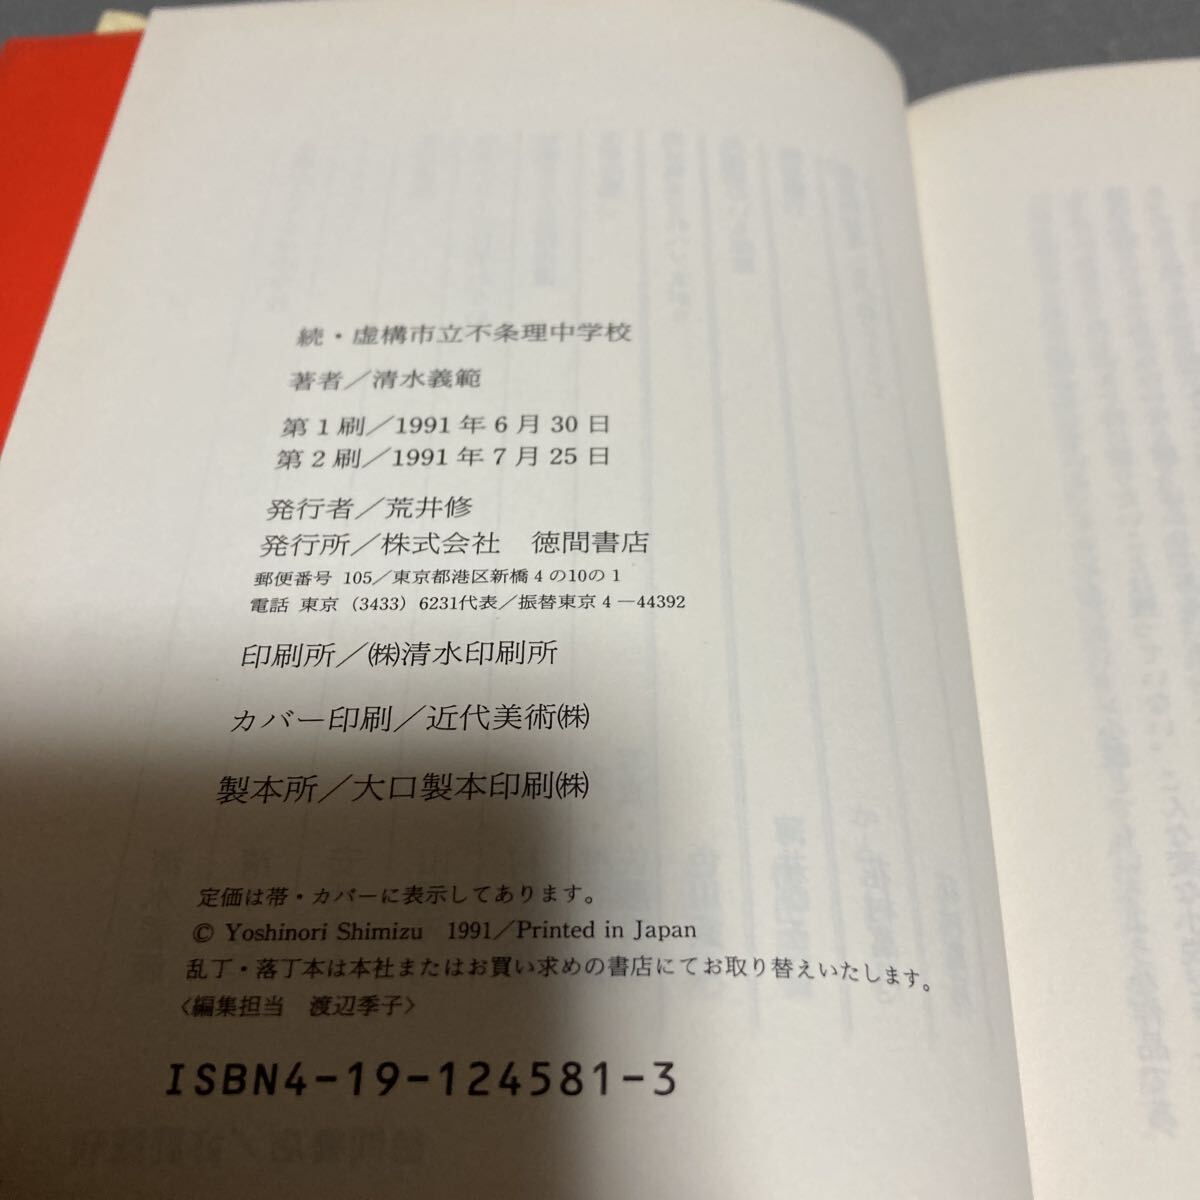 続・虚構市立不条理中学校
著者／清水義範
第1刷／1991年6月30日
第2刷／1991年7月25日
発行者／荒井修
発行所／株式会社　徳間書店
郵便番号 105／東京都港区新橋4の10の1
電話 東京 (3433) 6231代表／振替東京4—44392
印刷所／㈱清水印刷所
カバー印刷／近代美術㈱
製本所／大口製本印刷㈱
定価は帯・カバーに表示してあります。
© Yoshinori Shimizu 1991／Printed in Japan
乱丁・落丁本は本社またはお買い求めの書店にてお取り替えいたします。
〈編集担当　渡辺季子〉
ISBN4-19-124581-3